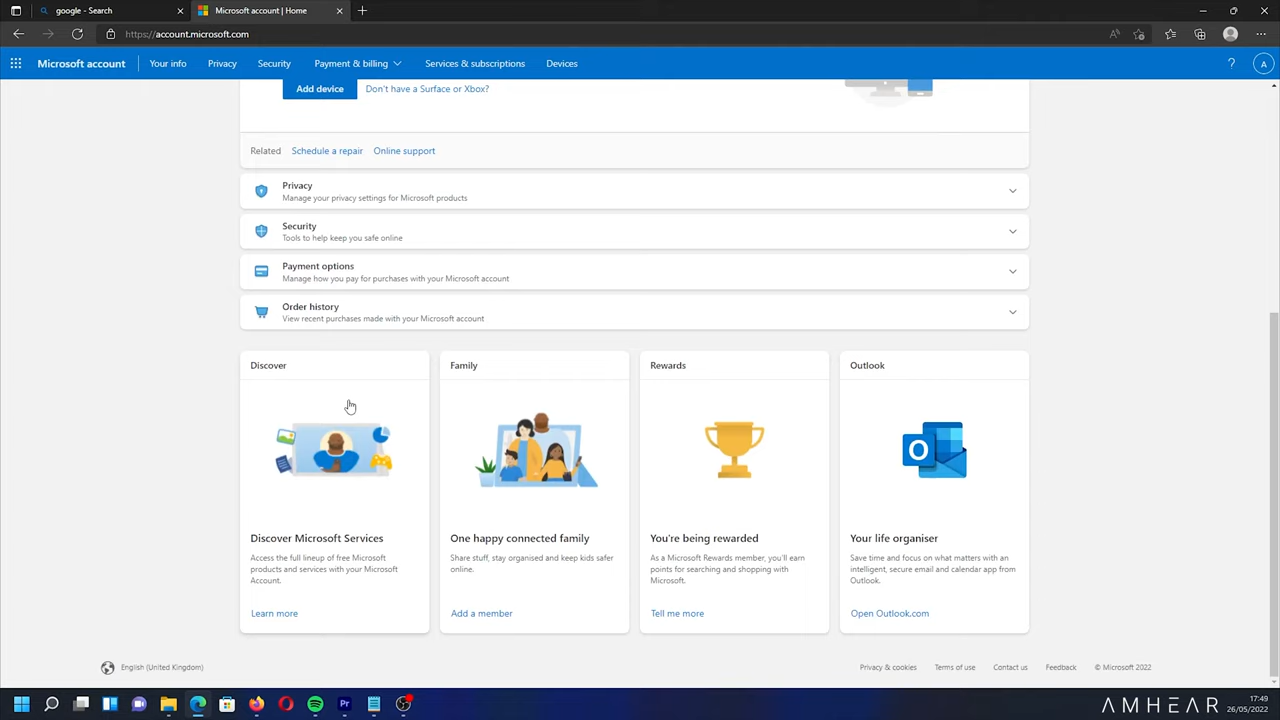 google - Search
Microsoft account | Home
https://account.microsoft.com
Microsoft account
Your info
Privacy
Security
Payment & billing
Services & subscriptions
Devices
?
A
Add device
Don't have a Surface or Xbox?
Related
Schedule a repair
Online support
Privacy
Manage your privacy settings for Microsoft products
Security
Tools to help keep you safe online
Payment options
Manage how you pay for purchases with your Microsoft account
Order history
View recent purchases made with your Microsoft account
Discover
Discover Microsoft Services
Access the full lineup of free Microsoft
products and services with your Microsoft
Account.
Learn more
Family
One happy connected family
Share stuff, stay organised and keep kids safer
online.
Add a member
Rewards
You're being rewarded
As a Microsoft Rewards member, you'll earn
points for searching and shopping with
Microsoft.
Tell me more
Outlook
O
Your life organiser
Save time and focus on what matters with an
intelligent, secure email and calendar app from
Outlook.
Open Outlook.com
English (United Kingdom)
Privacy & cookies
Terms of use
Contact us
Feedback
© Microsoft 2022
Pr
AMHEAR
17:49
26/05/2022